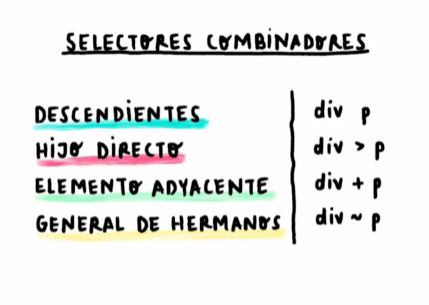 SELECTORES COMBINADORES
DESCENDIENTES div p
HIJO DIRECTO div > p
ELEMENTO ADYACENTE div + p
GENERAL DE HERMANOS div ~ p